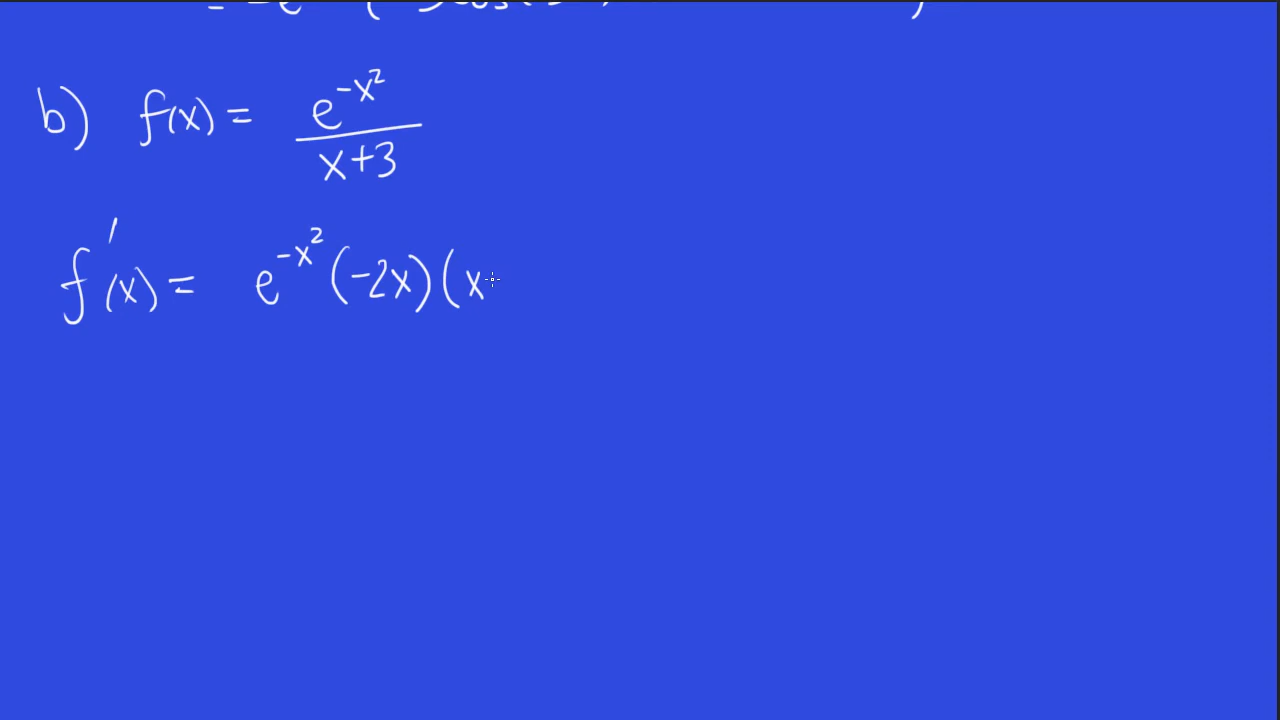 b) f(x) = e^{-x²} / (x+3)
f'(x) = e^{-x²} (-2x)(x